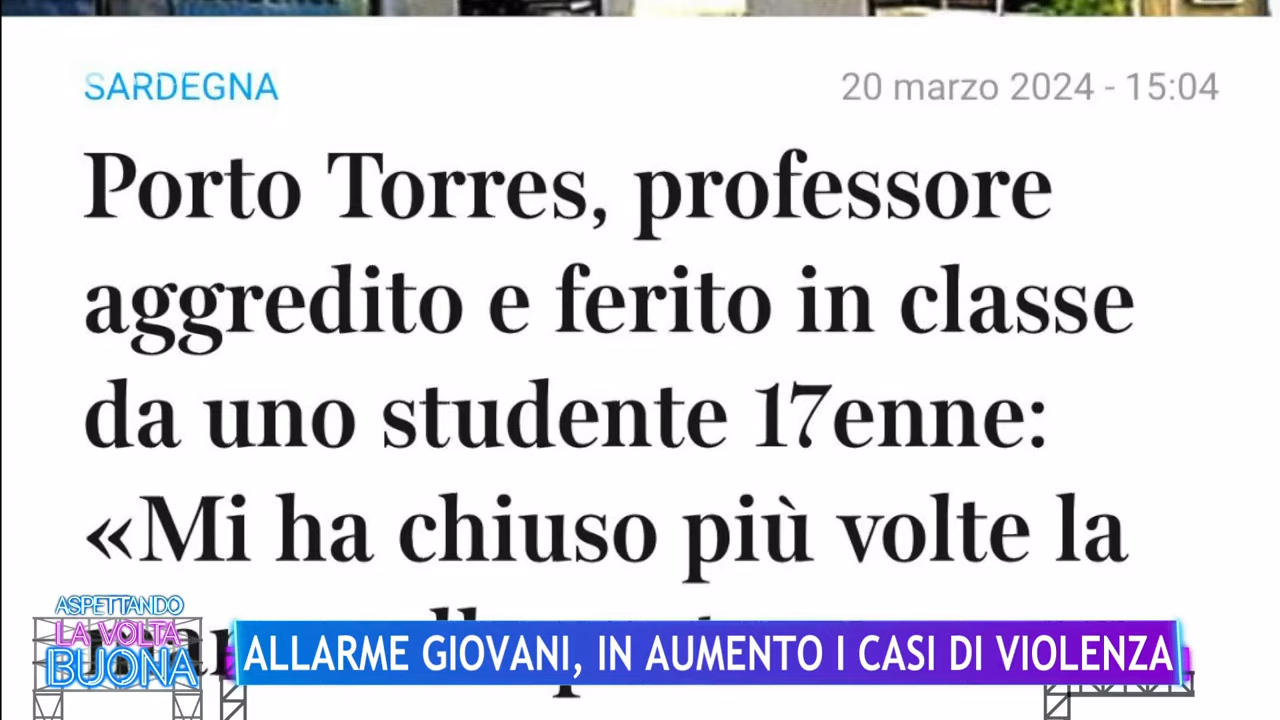 SARDEGNA
20 marzo 2024 - 15:04
Porto Torres, professore
aggredito e ferito in classe
da uno studente 17enne:
«Mi ha chiuso più volte la
ASPETTANDO
LA VOLTA
BUONA
ALLARME GIOVANI, IN AUMENTO I CASI DI VIOLENZA